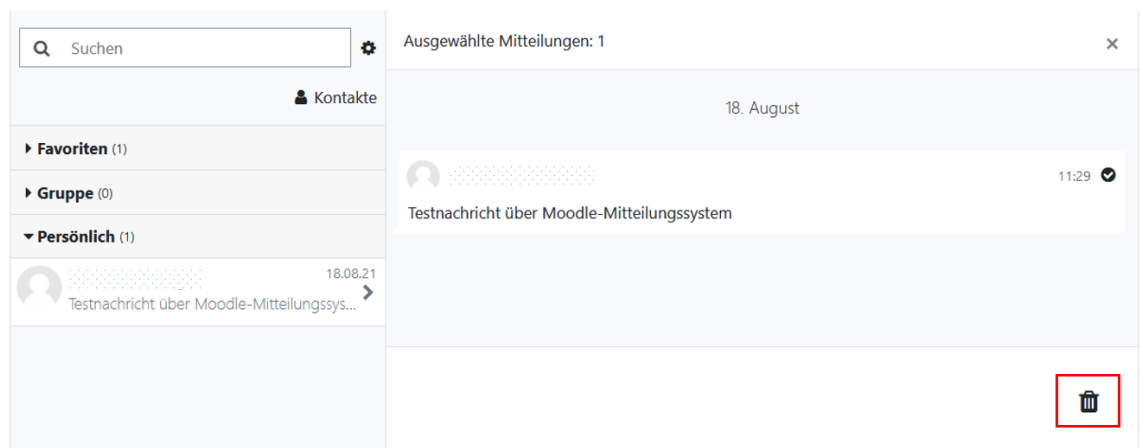 Suchen
Kontakte
Favoriten (1)
Gruppe (0)
Persönlich (1)
18.08.21
Testnachricht über Moodle-Mitteilungssys...
Ausgewählte Mitteilungen: 1
18. August
11:29
Testnachricht über Moodle-Mitteilungssystem